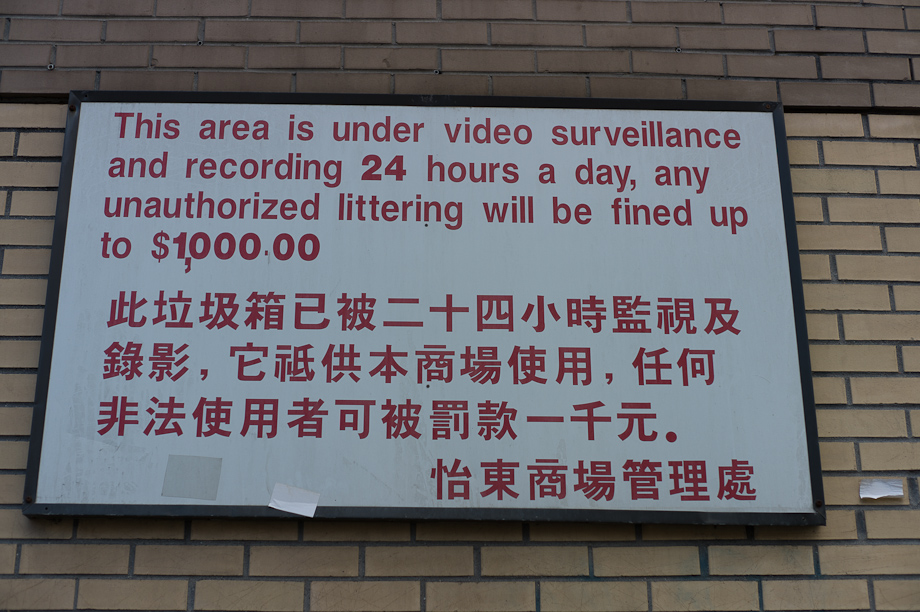 This area is under video surveillance
and recording 24 hours a day, any
unauthorized littering will be fined up
to $1,000.00
此垃圾箱已被二十四小時監視及
錄影，它祗供本商場使用，任何
非法使用者可被罰款一千元。
怡東商場管理處